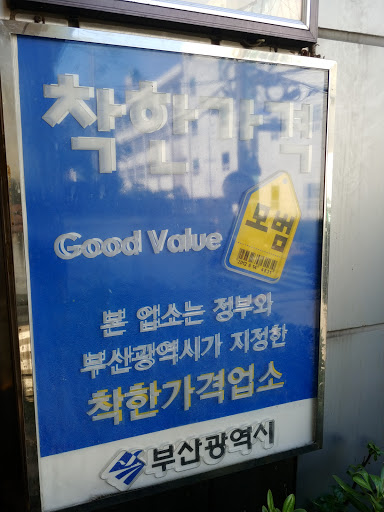 착한가격
Good Value
모범
본 업소는 정부와
부산광역시가 지정한
착한가격업소
부산광역시